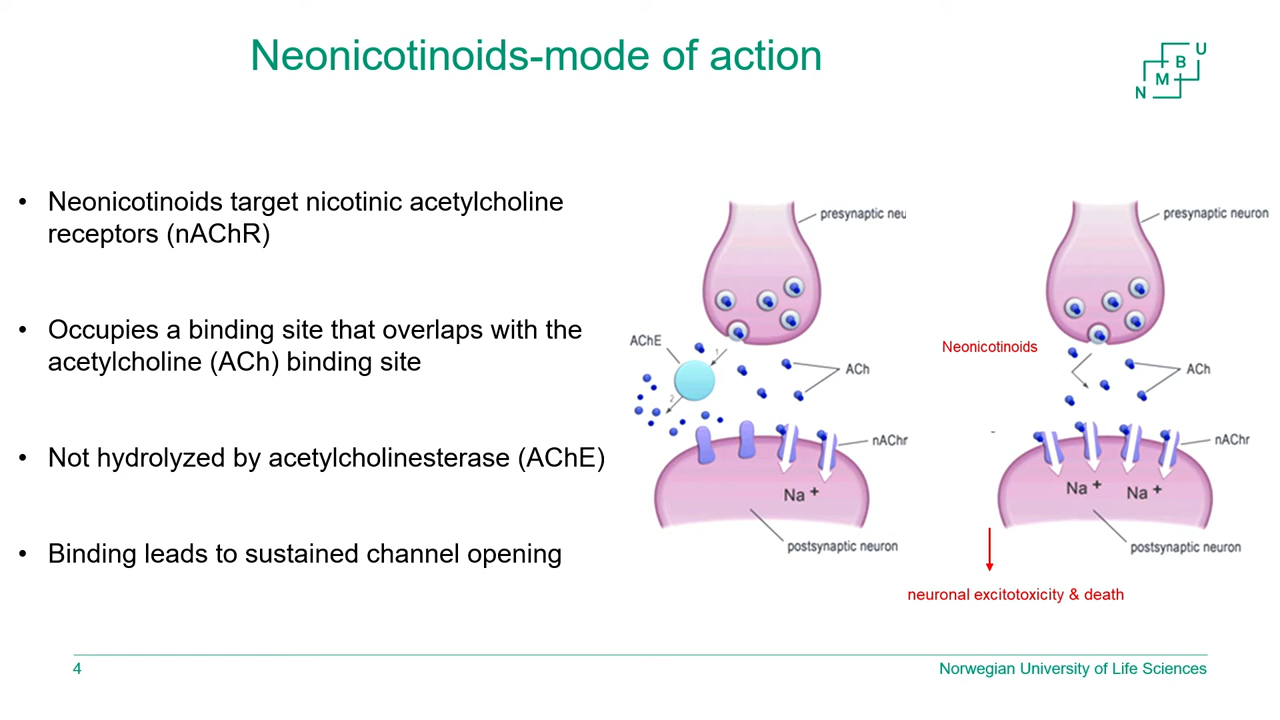 Neonicotinoids-mode of action
N M B U
• Neonicotinoids target nicotinic acetylcholine
receptors (nAChR)
• Occupies a binding site that overlaps with the
acetylcholine (ACh) binding site
• Not hydrolyzed by acetylcholinesterase (AChE)
• Binding leads to sustained channel opening
presynaptic neu
AChE
1
2
ACh
nAChr
Na +
postsynaptic neuron
presynaptic neuron
Neonicotinoids
ACh
nAChr
Na + Na +
postsynaptic neuron
neuronal excitotoxicity & death
4
Norwegian University of Life Sciences